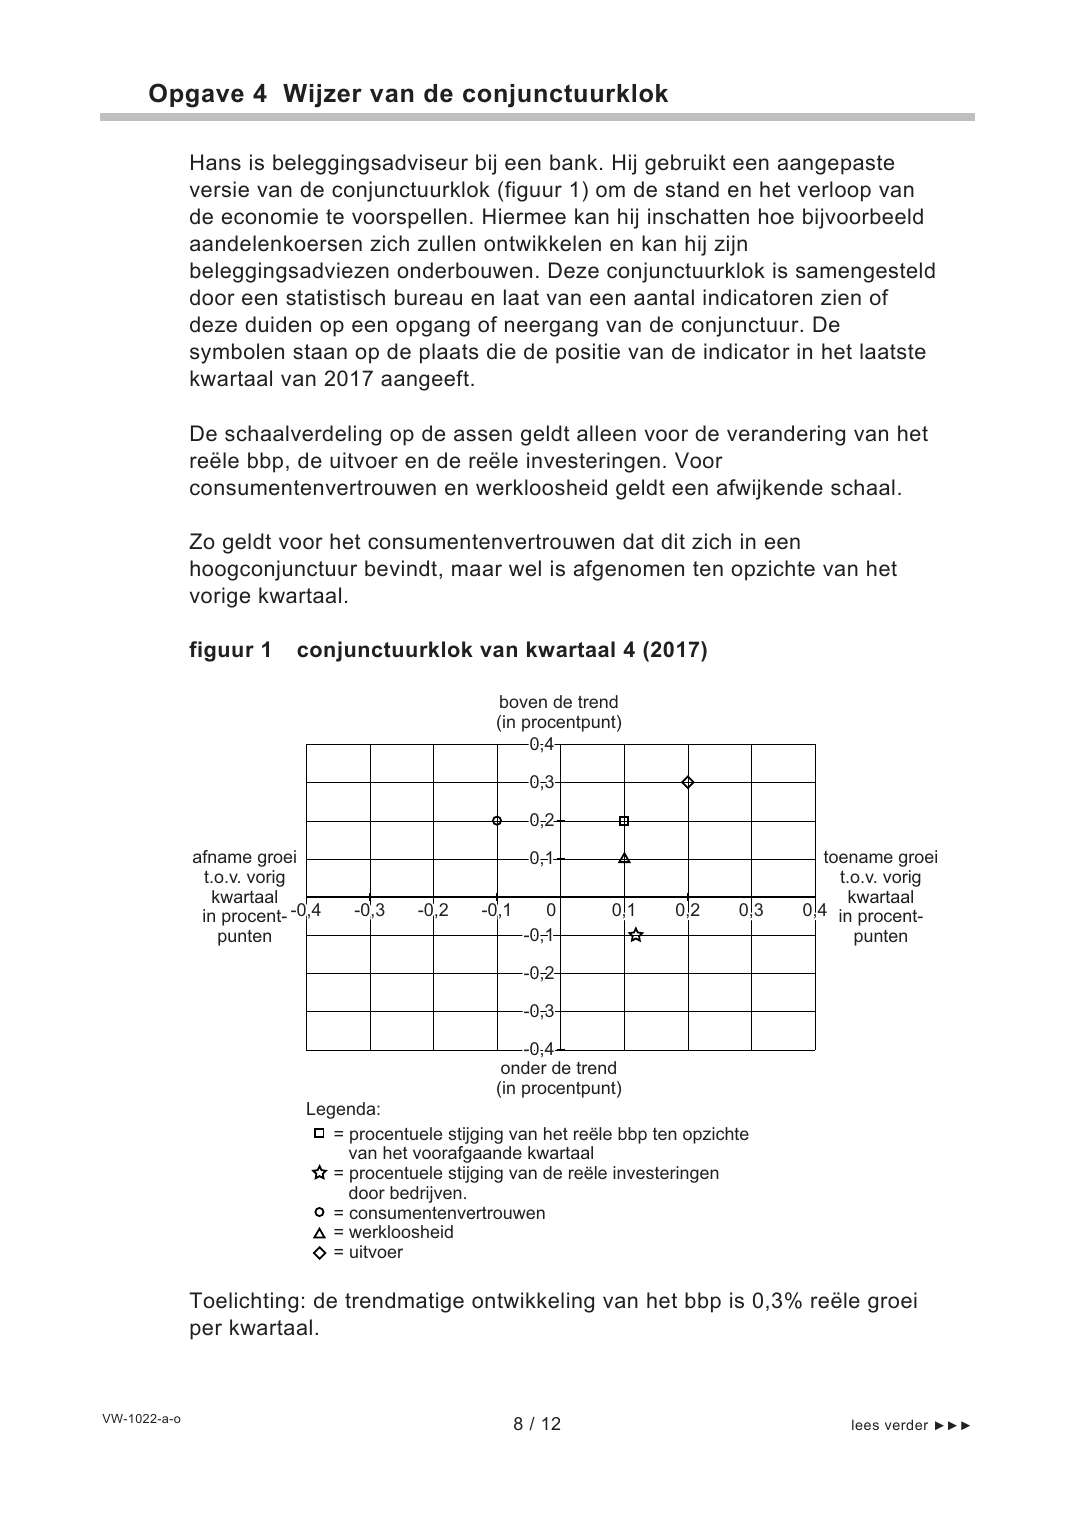 Opgave 4  Wijzer van de conjunctuurklok
Hans is beleggingsadviseur bij een bank. Hij gebruikt een aangepaste
versie van de conjunctuurklok (figuur 1) om de stand en het verloop van
de economie te voorspellen. Hiermee kan hij inschatten hoe bijvoorbeeld
aandelenkoersen zich zullen ontwikkelen en kan hij zijn
beleggingsadviezen onderbouwen. Deze conjunctuurklok is samengesteld
door een statistisch bureau en laat van een aantal indicatoren zien of
deze duiden op een opgang of neergang van de conjunctuur. De
symbolen staan op de plaats die de positie van de indicator in het laatste
kwartaal van 2017 aangeeft.
De schaalverdeling op de assen geldt alleen voor de verandering van het
reële bbp, de uitvoer en de reële investeringen. Voor
consumentenvertrouwen en werkloosheid geldt een afwijkende schaal.
Zo geldt voor het consumentenvertrouwen dat dit zich in een
hoogconjunctuur bevindt, maar wel is afgenomen ten opzichte van het
vorige kwartaal.
figuur 1  conjunctuurklok van kwartaal 4 (2017)
boven de trend
(in procentpunt)
0,4
0,3
0,2
0,1
afname groei
t.o.v. vorig
kwartaal
in procent-
punten
-0,4 -0,3 -0,2 -0,1 0 0,1 0,2 0,3 0,4
toename groei
t.o.v. vorig
kwartaal
in procent-
punten
-0,1
-0,2
-0,3
-0,4
onder de trend
(in procentpunt)
Legenda:
= procentuele stijging van het reële bbp ten opzichte
van het voorafgaande kwartaal
= procentuele stijging van de reële investeringen
door bedrijven.
= consumentenvertrouwen
= werkloosheid
= uitvoer
Toelichting: de trendmatige ontwikkeling van het bbp is 0,3% reële groei
per kwartaal.
VW-1022-a-o
8 / 12
lees verder ►►►